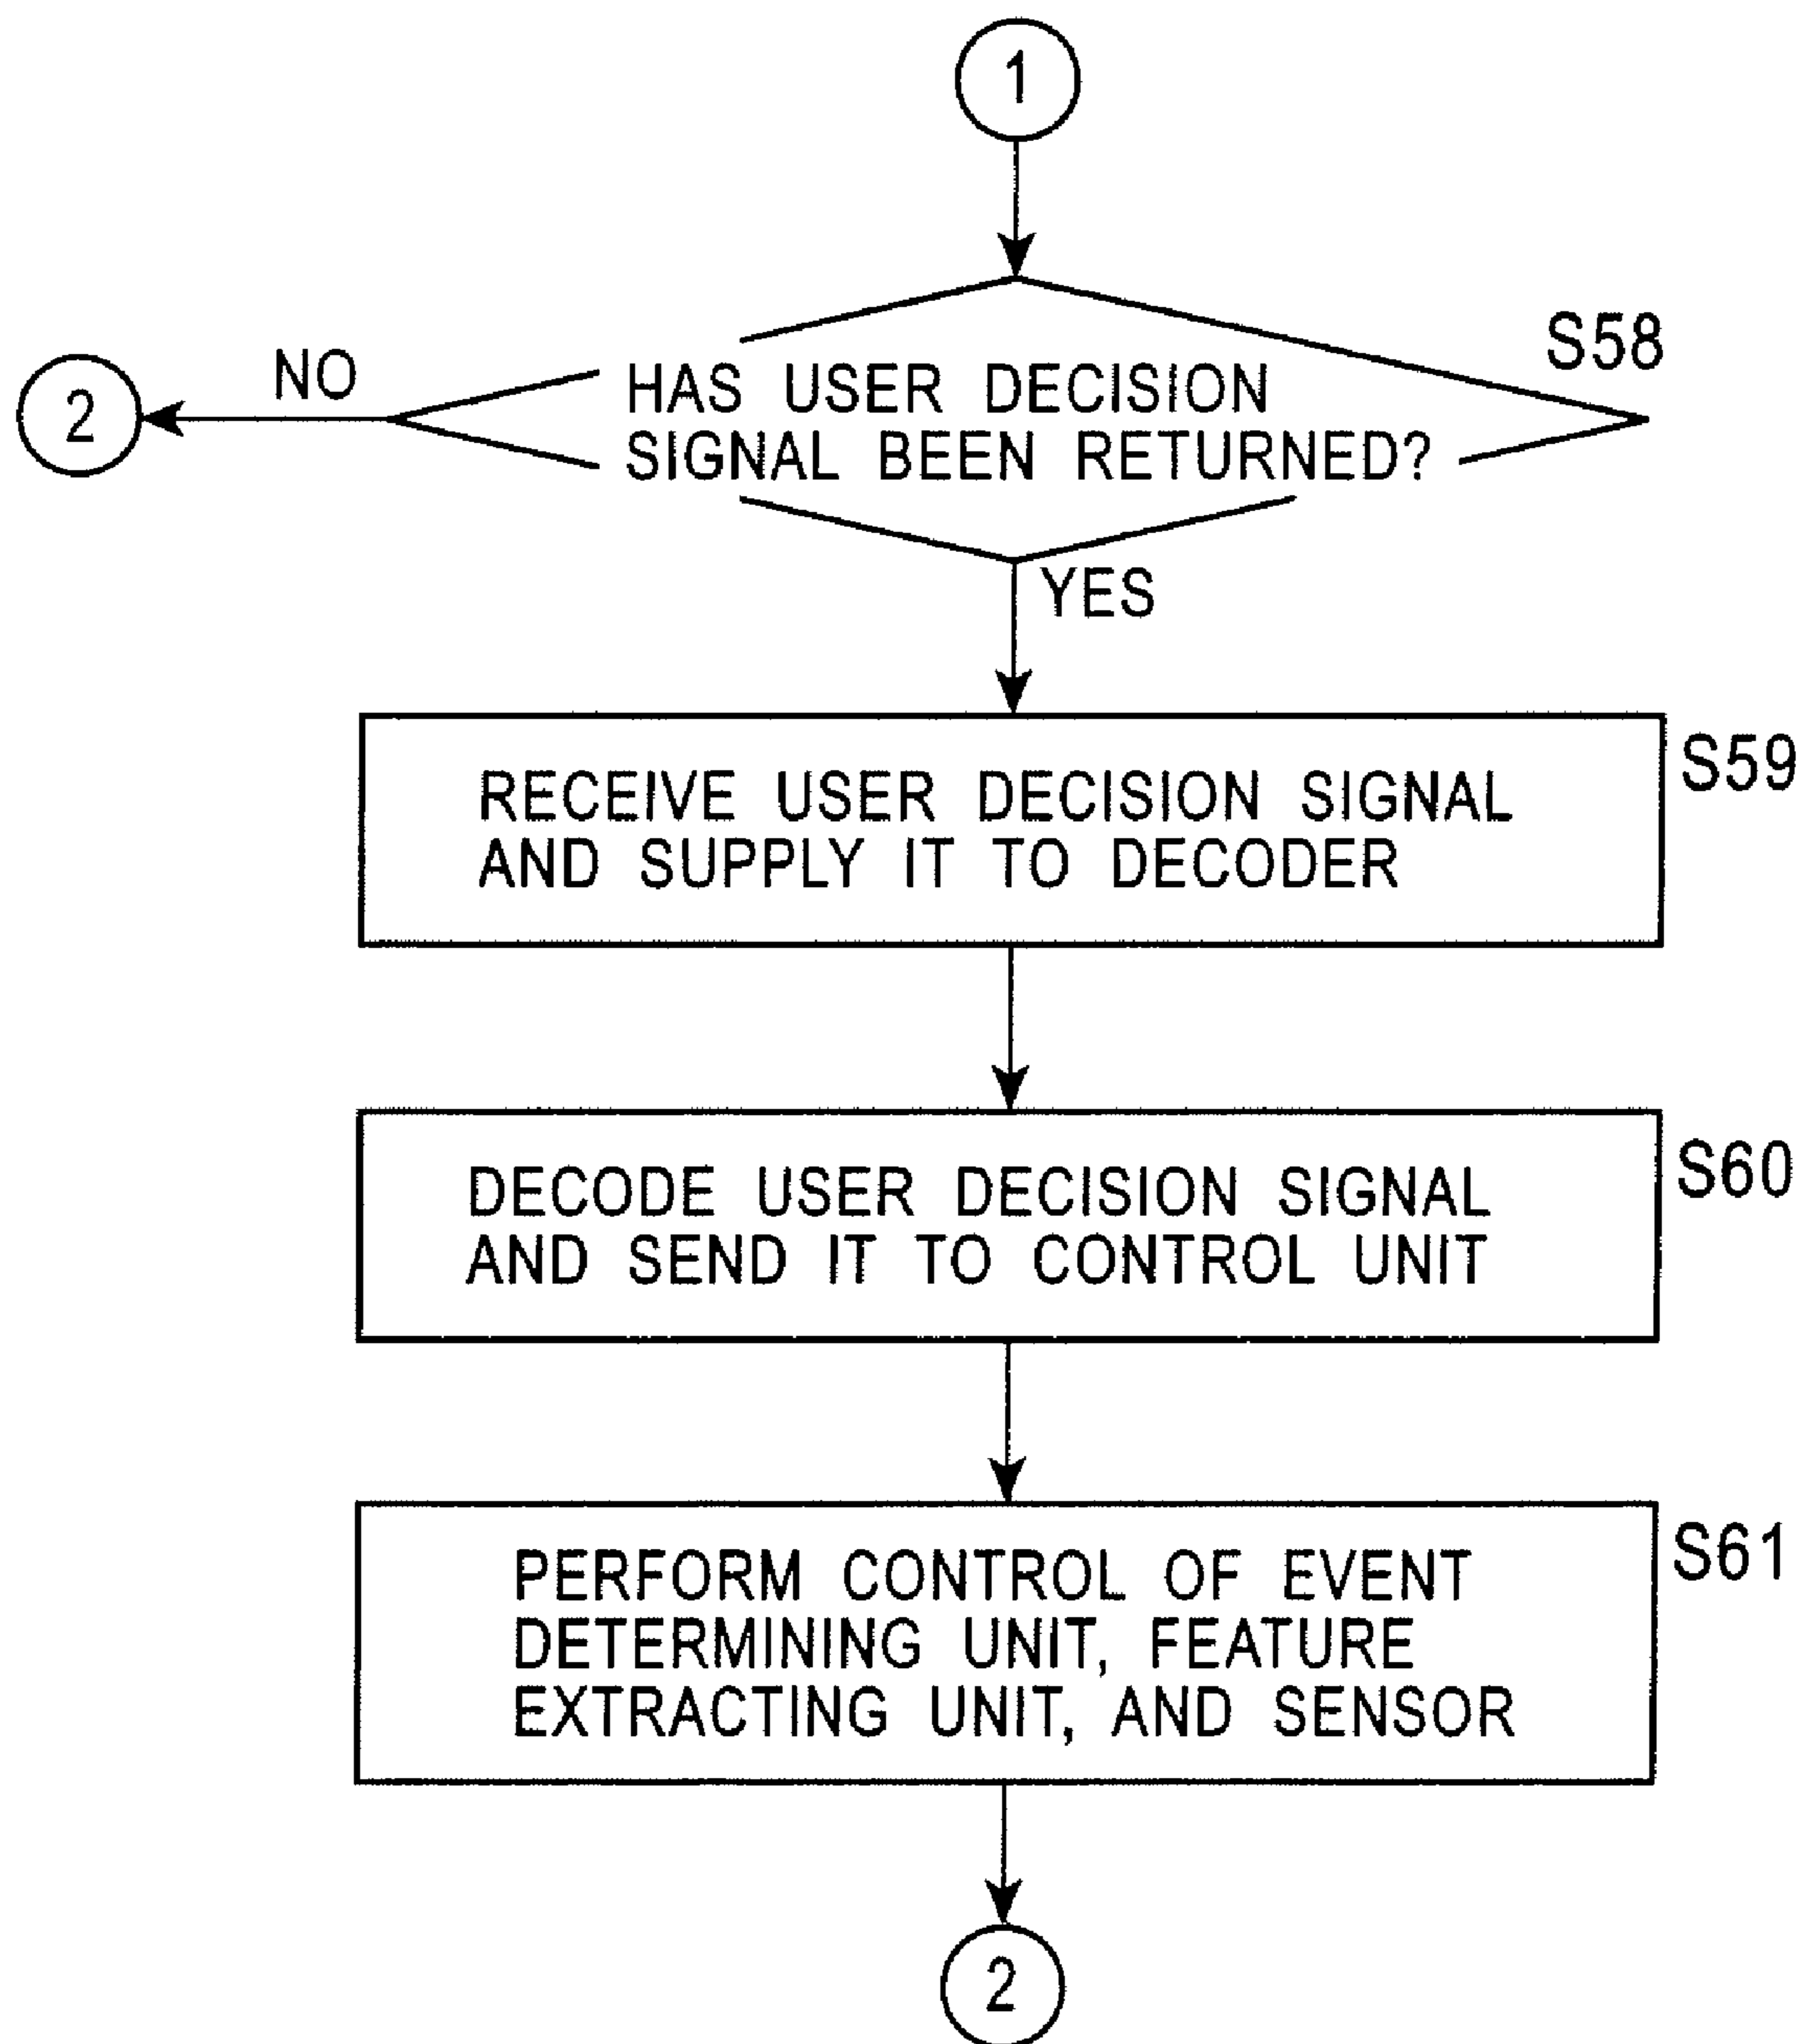 1
S58
NO
2
HAS USER DECISION
SIGNAL BEEN RETURNED?
YES
S59
RECEIVE USER DECISION SIGNAL
AND SUPPLY IT TO DECODER
S60
DECODE USER DECISION SIGNAL
AND SEND IT TO CONTROL UNIT
S61
PERFORM CONTROL OF EVENT
DETERMINING UNIT, FEATURE
EXTRACTING UNIT, AND SENSOR
2